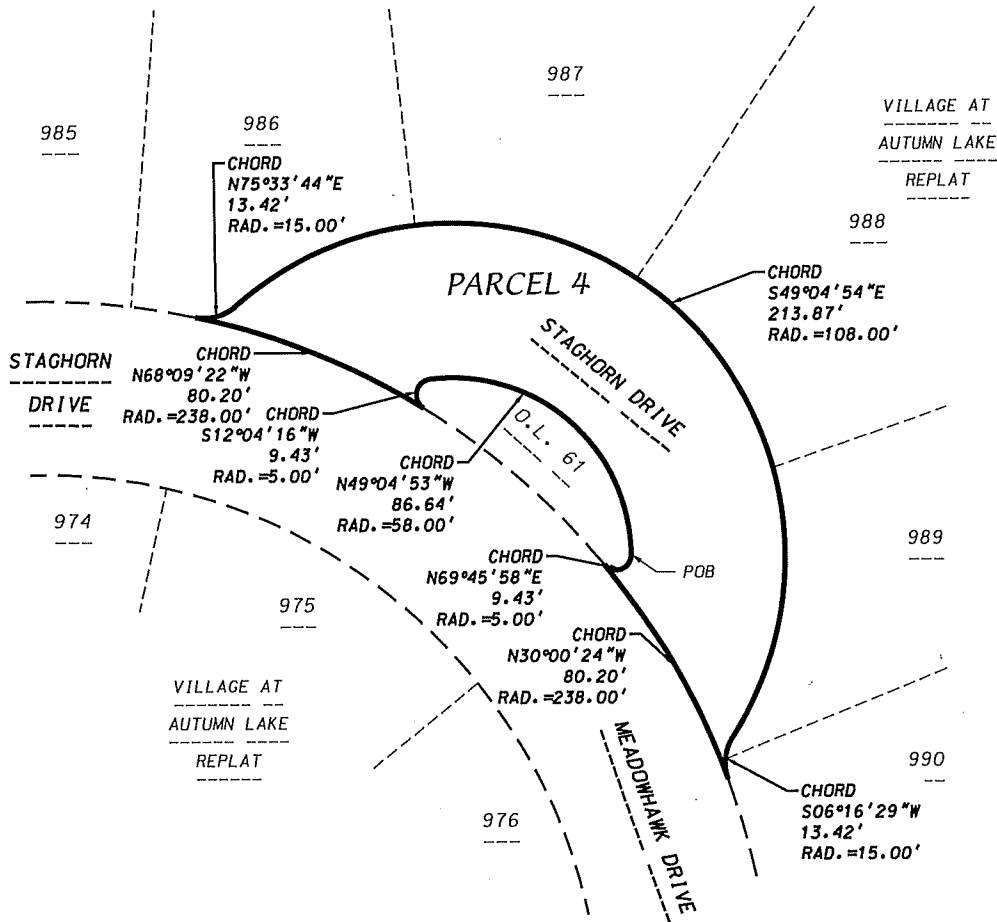 987
985
986
VILLAGE AT
AUTUMN LAKE
REPLAT
CHORD
N75°33'44"E
13.42'
RAD.=15.00'
988
PARCEL 4
CHORD
S49°04'54"E
213.87'
RAD.=108.00'
STAGHORN DRIVE
STAGHORN
DRIVE
CHORD
N68°09'22"W
80.20'
RAD.=238.00'
CHORD
S12°04'16"W
9.43'
RAD.=5.00'
O.L. 61
CHORD
N49°04'53"W
86.64'
RAD.=58.00'
974
989
CHORD
N69°45'58"E
9.43'
RAD.=5.00'
POB
975
CHORD
N30°00'24"W
80.20'
RAD.=238.00'
VILLAGE AT
AUTUMN LAKE
REPLAT
MEADOWHAWK DRIVE
990
CHORD
S06°16'29"W
13.42'
RAD.=15.00'
976